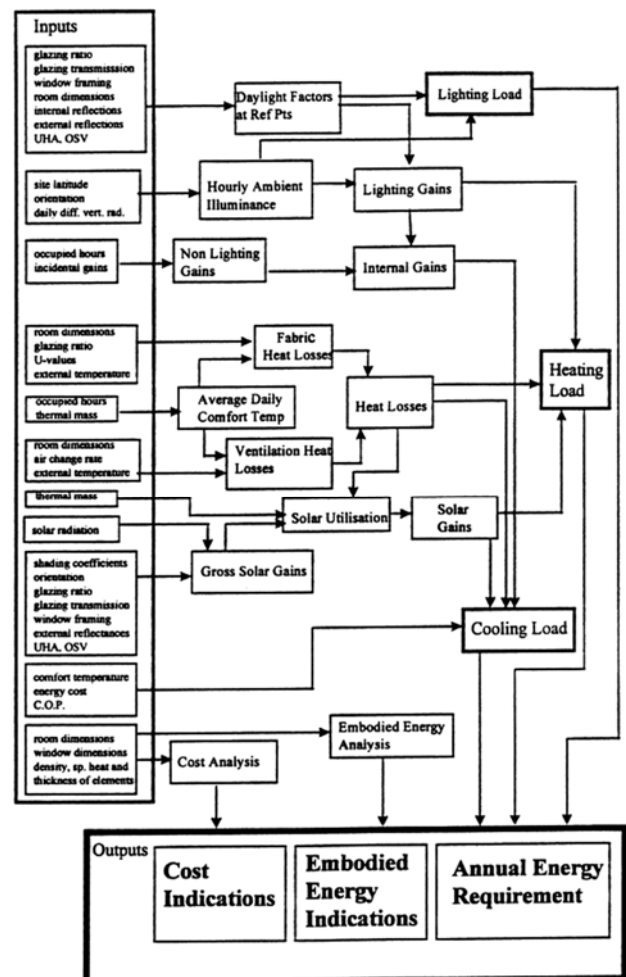 Inputs
glazing ratio
glazing transmisssion
window framing
room dimensions
internal reflections
external reflections
UHA, OSV
Daylight Factors
at Ref Pts
Lighting Load
site latitude
orientation
daily diff. vert. rad.
Hourly Ambient
Illuminance
Lighting Gains
occupied hours
incidental gains
Non Lighting
Gains
Internal Gains
room dimensions
glazing ratio
U-values
external temperature
Fabric
Heat Losses
Heating
Load
occupied hours
thermal mass
Average Daily
Comfort Temp
Heat Losses
room dimensions
air change rate
external temperature
Ventilation Heat
Losses
thermal mass
Solar Utilisation
Solar
Gains
solar radiation
Gross Solar Gains
shading coefficients
orientation
glazing ratio
glazing transmission
window framing
external reflectances
UHA, OSV
Cooling Load
comfort temperature
energy cost
C.O.P.
room dimensions
window dimensions
density, sp. heat and
thickness of elements
Cost Analysis
Embodied Energy
Analysis
Outputs
Cost
Indications
Embodied
Energy
Indications
Annual Energy
Requirement